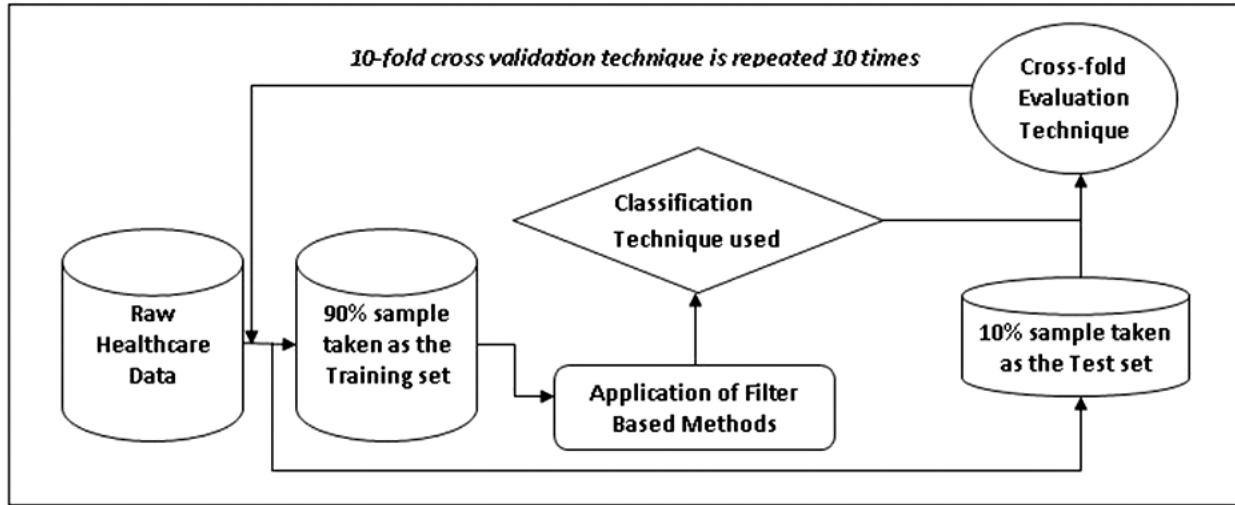 10-fold cross validation technique is repeated 10 times
Cross-fold
Evaluation
Technique
Classification
Technique used
Raw
Healthcare
Data
90% sample
taken as the
Training set
Application of Filter
Based Methods
10% sample taken
as the Test set